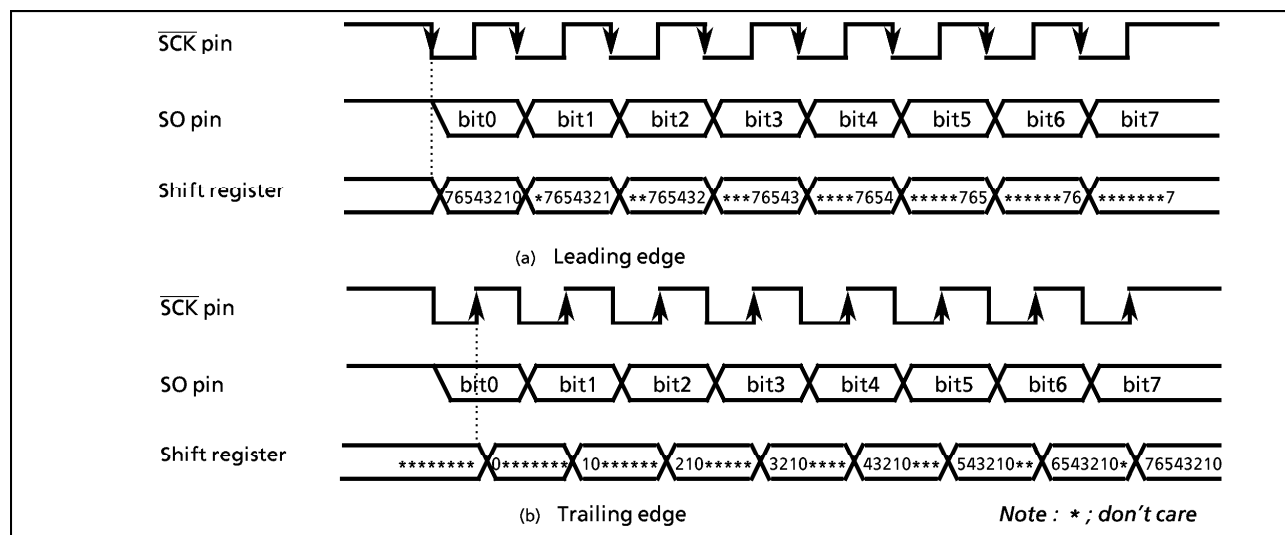 SCK pin
SO pin bit0 bit1 bit2 bit3 bit4 bit5 bit6 bit7
Shift register 76543210 *7654321 **765432 ***76543 ****7654 *****765 ******76 *******7
(a) Leading edge
SCK pin
SO pin bit0 bit1 bit2 bit3 bit4 bit5 bit6 bit7
Shift register ******** 0******* 10****** 210***** 3210**** 43210*** 543210** 6543210* 76543210
(b) Trailing edge Note : * ; don't care